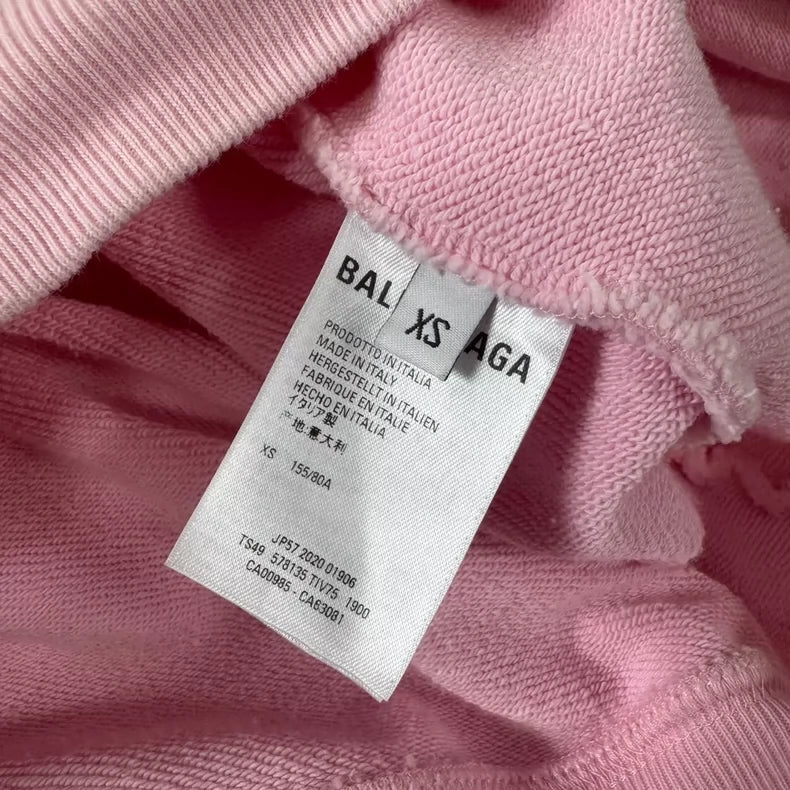 BAL
XS
AGA
PRODOTTO IN ITALIA
MADE IN ITALY
HERGESTELLT IN ITALIEN
FABRIQUE EN ITALIE
HECHO EN ITALIA
イタリア製
产地:意大利
XS 155/80A
JP57 2020 01906
TS49 578135 TIV75 1900
CA00985 - CA63081